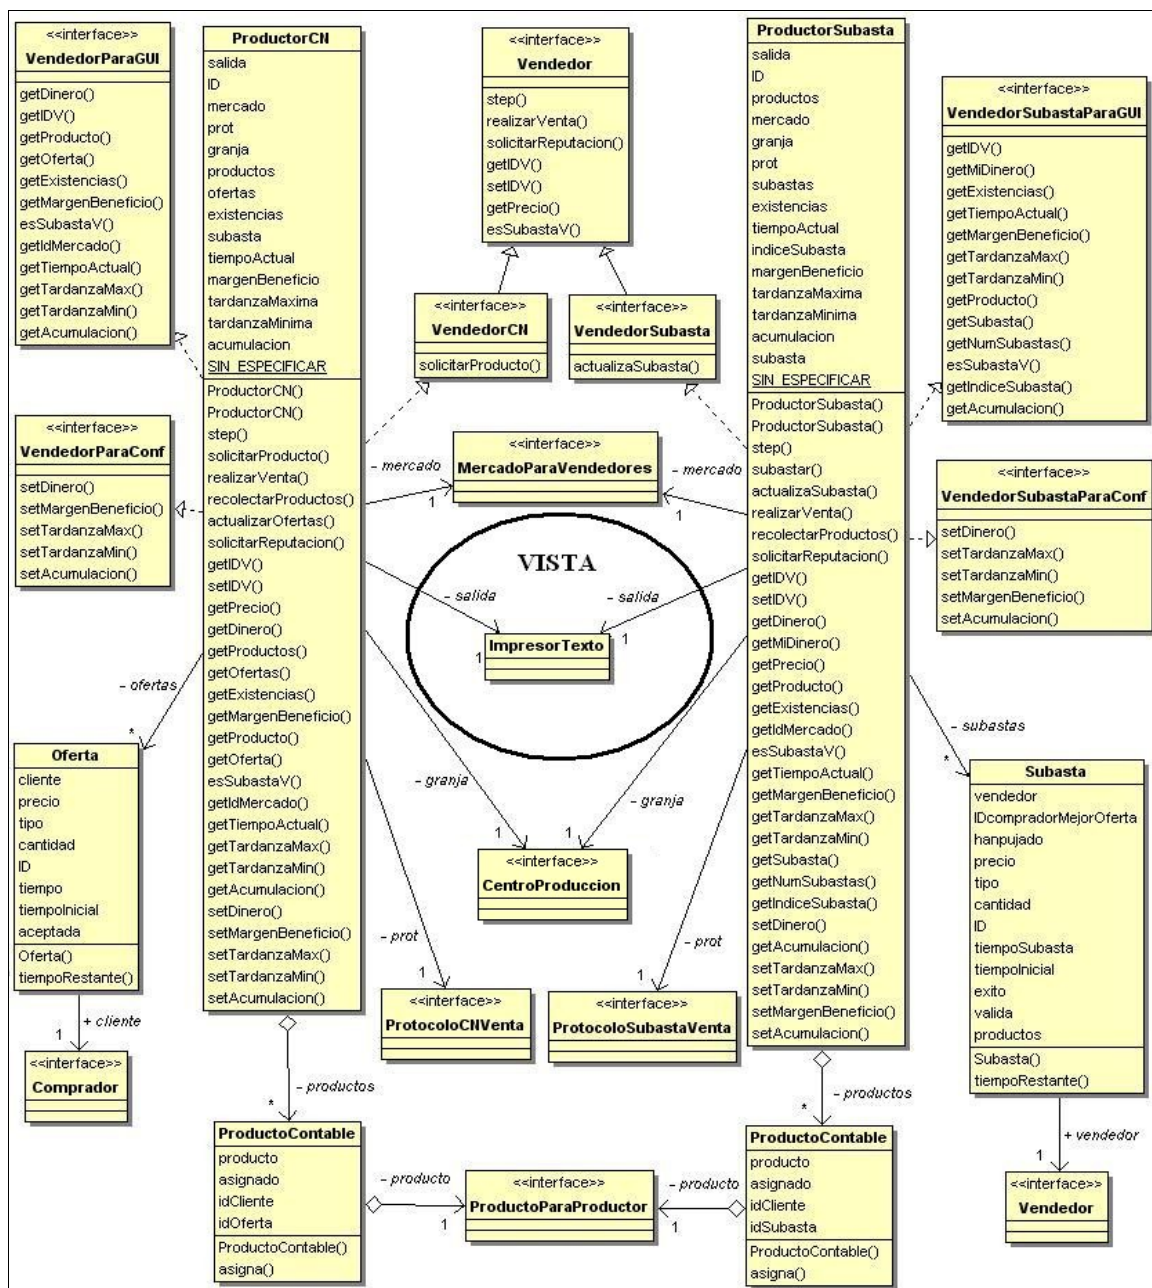 <<interface>>
VendedorParaGUI
getDinero()
getIDV()
getProducto()
getOferta()
getExistencias()
getMargenBeneficio()
esSubastaV()
getIdMercado()
getTiempoActual()
getTardanzaMax()
getTardanzaMin()
getAcumulacion()
ProductorCN
salida
ID
mercado
prot
granja
productos
ofertas
existencias
subasta
tiempoActual
margenBeneficio
tardanzaMaxima
tardanzaMinima
acumulacion
SIN_ESPECIFICAR
ProductorCN()
ProductorCN()
step()
solicitarProducto()
realizarVenta()
recolectarProductos()
actualizarOfertas()
solicitarReputacion()
getIDV()
setIDV()
getPrecio()
getDinero()
getProductos()
getOfertas()
getExistencias()
getMargenBeneficio()
getProducto()
getOferta()
esSubastaV()
getIdMercado()
getTiempoActual()
getTardanzaMax()
getTardanzaMin()
getAcumulacion()
setDinero()
setMargenBeneficio()
setTardanzaMax()
setTardanzaMin()
setAcumulacion()
<<interface>>
Vendedor
step()
realizarVenta()
solicitarReputacion()
getIDV()
setIDV()
getPrecio()
esSubastaV()
ProductorSubasta
salida
ID
productos
mercado
granja
prot
subastas
existencias
tiempoActual
indiceSubasta
margenBeneficio
tardanzaMaxima
tardanzaMinima
acumulacion
subasta
SIN_ESPECIFICAR
ProductorSubasta()
ProductorSubasta()
step()
subastar()
actualizaSubasta()
realizarVenta()
recolectarProductos()
solicitarReputacion()
getIDV()
setIDV()
getDinero()
getMiDinero()
getPrecio()
getProducto()
getExistencias()
getIdMercado()
esSubastaV()
getTiempoActual()
getMargenBeneficio()
getTardanzaMax()
getTardanzaMin()
getSubasta()
getNumSubastas()
getIndiceSubasta()
setDinero()
getAcumulacion()
setTardanzaMax()
setTardanzaMin()
setMargenBeneficio()
setAcumulacion()
<<interface>>
VendedorSubastaParaGUI
getIDV()
getMiDinero()
getExistencias()
getTiempoActual()
getMargenBeneficio()
getTardanzaMax()
getTardanzaMin()
getProducto()
getSubasta()
getNumSubastas()
esSubastaV()
getIndiceSubasta()
getAcumulacion()
<<interface>>
VendedorCN
solicitarProducto()
<<interface>>
VendedorSubasta
actualizaSubasta()
<<interface>>
VendedorParaConf
setDinero()
setMargenBeneficio()
setTardanzaMax()
setTardanzaMin()
setAcumulacion()
- mercado
1
<<interface>>
MercadoParaVendedores
- mercado
1
<<interface>>
VendedorSubastaParaConf
setDinero()
setTardanzaMax()
setTardanzaMin()
setMargenBeneficio()
setAcumulacion()
VISTA
- salida
1
- salida
1
ImpresorTexto
- ofertas
*
Oferta
cliente
precio
tipo
cantidad
ID
tiempo
tiempoInicial
aceptada
Oferta()
tiempoRestante()
+ cliente
1
<<interface>>
Comprador
- granja
1
- granja
1
<<interface>>
CentroProduccion
- prot
1
<<interface>>
ProtocoloCNVenta
- prot
1
<<interface>>
ProtocoloSubastaVenta
- subastas
*
Subasta
vendedor
IDcompradorMejorOferta
hanpujado
precio
tipo
cantidad
ID
tiempoSubasta
tiempoInicial
exito
valida
productos
Subasta()
tiempoRestante()
+ vendedor
1
<<interface>>
Vendedor
- productos
*
ProductoContable
producto
asignado
idCliente
idOferta
ProductoContable()
asigna()
- producto
1
<<interface>>
ProductoParaProductor
- producto
1
- productos
*
ProductoContable
producto
asignado
idCliente
idSubasta
ProductoContable()
asigna()